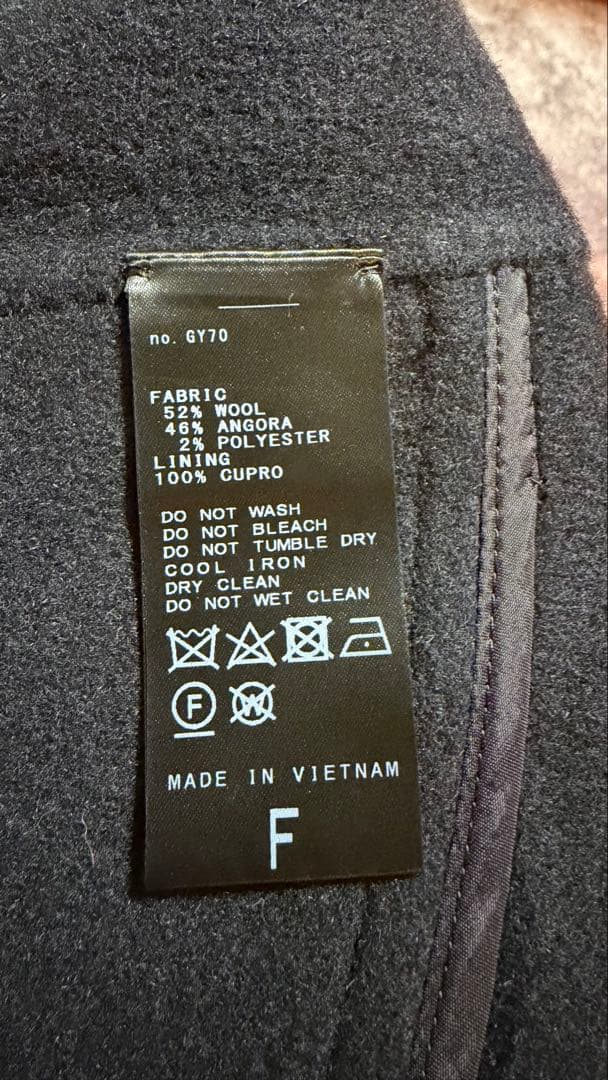 no. GY70
FABRIC
52% WOOL
46% ANGORA
2% POLYESTER
LINING
100% CUPRO
DO NOT WASH
DO NOT BLEACH
DO NOT TUMBLE DRY
COOL IRON
DRY CLEAN
DO NOT WET CLEAN
F W
MADE IN VIETNAM
F